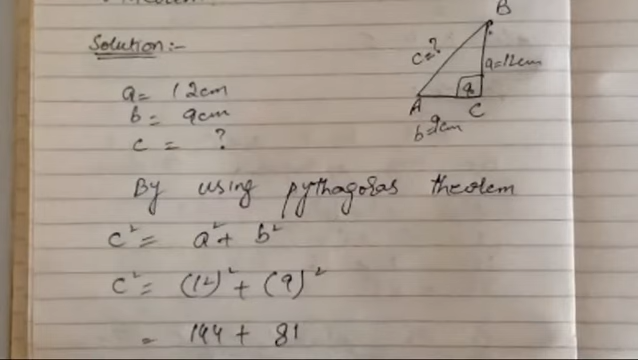 Solution:-
B
c=?
a=12cm
A
C
b=9cm
a= 12cm
b= 9cm
c = ?
By using pythagoras theorem
c²= a²+ b²
c²= (12)²+ (9)²
= 144 + 81